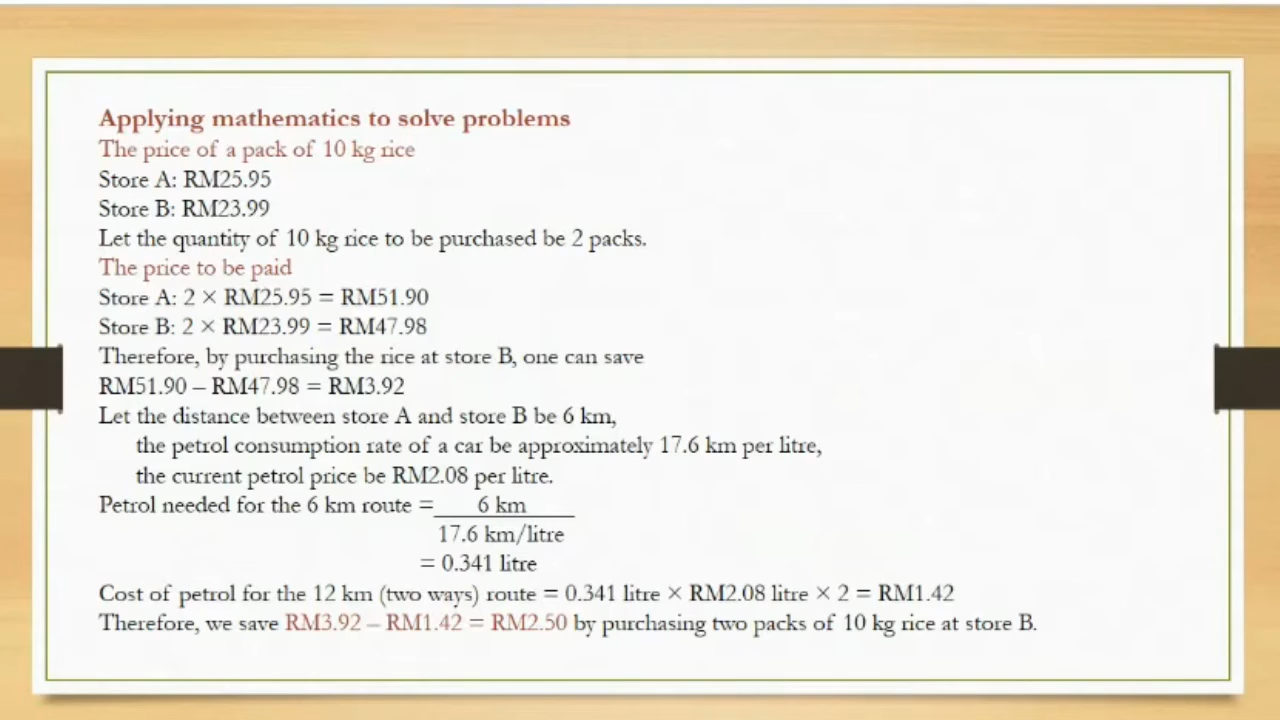 Applying mathematics to solve problems
The price of a pack of 10 kg rice
Store A: RM25.95
Store B: RM23.99
Let the quantity of 10 kg rice to be purchased be 2 packs.
The price to be paid
Store A: 2 × RM25.95 = RM51.90
Store B: 2 × RM23.99 = RM47.98
Therefore, by purchasing the rice at store B, one can save
RM51.90 – RM47.98 = RM3.92
Let the distance between store A and store B be 6 km,
the petrol consumption rate of a car be approximately 17.6 km per litre,
the current petrol price be RM2.08 per litre.
Petrol needed for the 6 km route = 6 km
17.6 km/litre
= 0.341 litre
Cost of petrol for the 12 km (two ways) route = 0.341 litre × RM2.08 litre × 2 = RM1.42
Therefore, we save RM3.92 – RM1.42 = RM2.50 by purchasing two packs of 10 kg rice at store B.